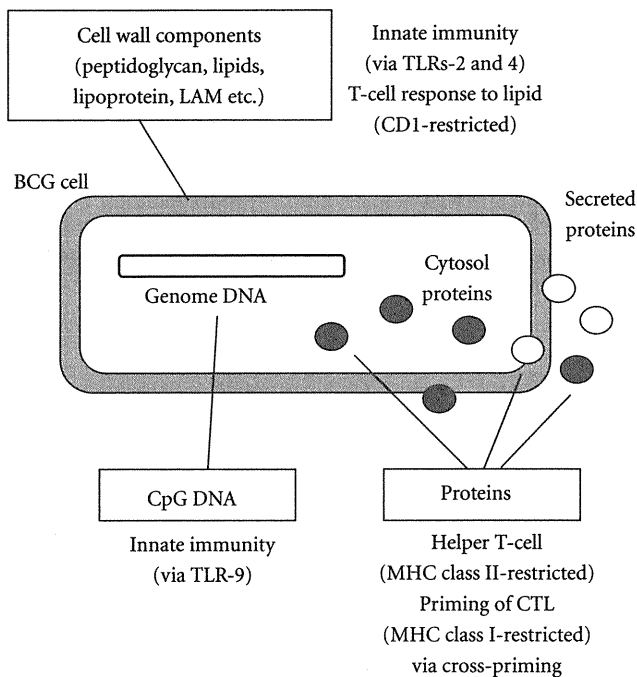 Cell wall components
(peptidoglycan, lipids,
lipoprotein, LAM etc.)
Innate immunity
(via TLRs-2 and 4)
T-cell response to lipid
(CD1-restricted)
BCG cell
Secreted
proteins
Cytosol
proteins
Genome DNA
CpG DNA
Innate immunity
(via TLR-9)
Proteins
Helper T-cell
(MHC class II-restricted)
Priming of CTL
(MHC class I-restricted)
via cross-priming